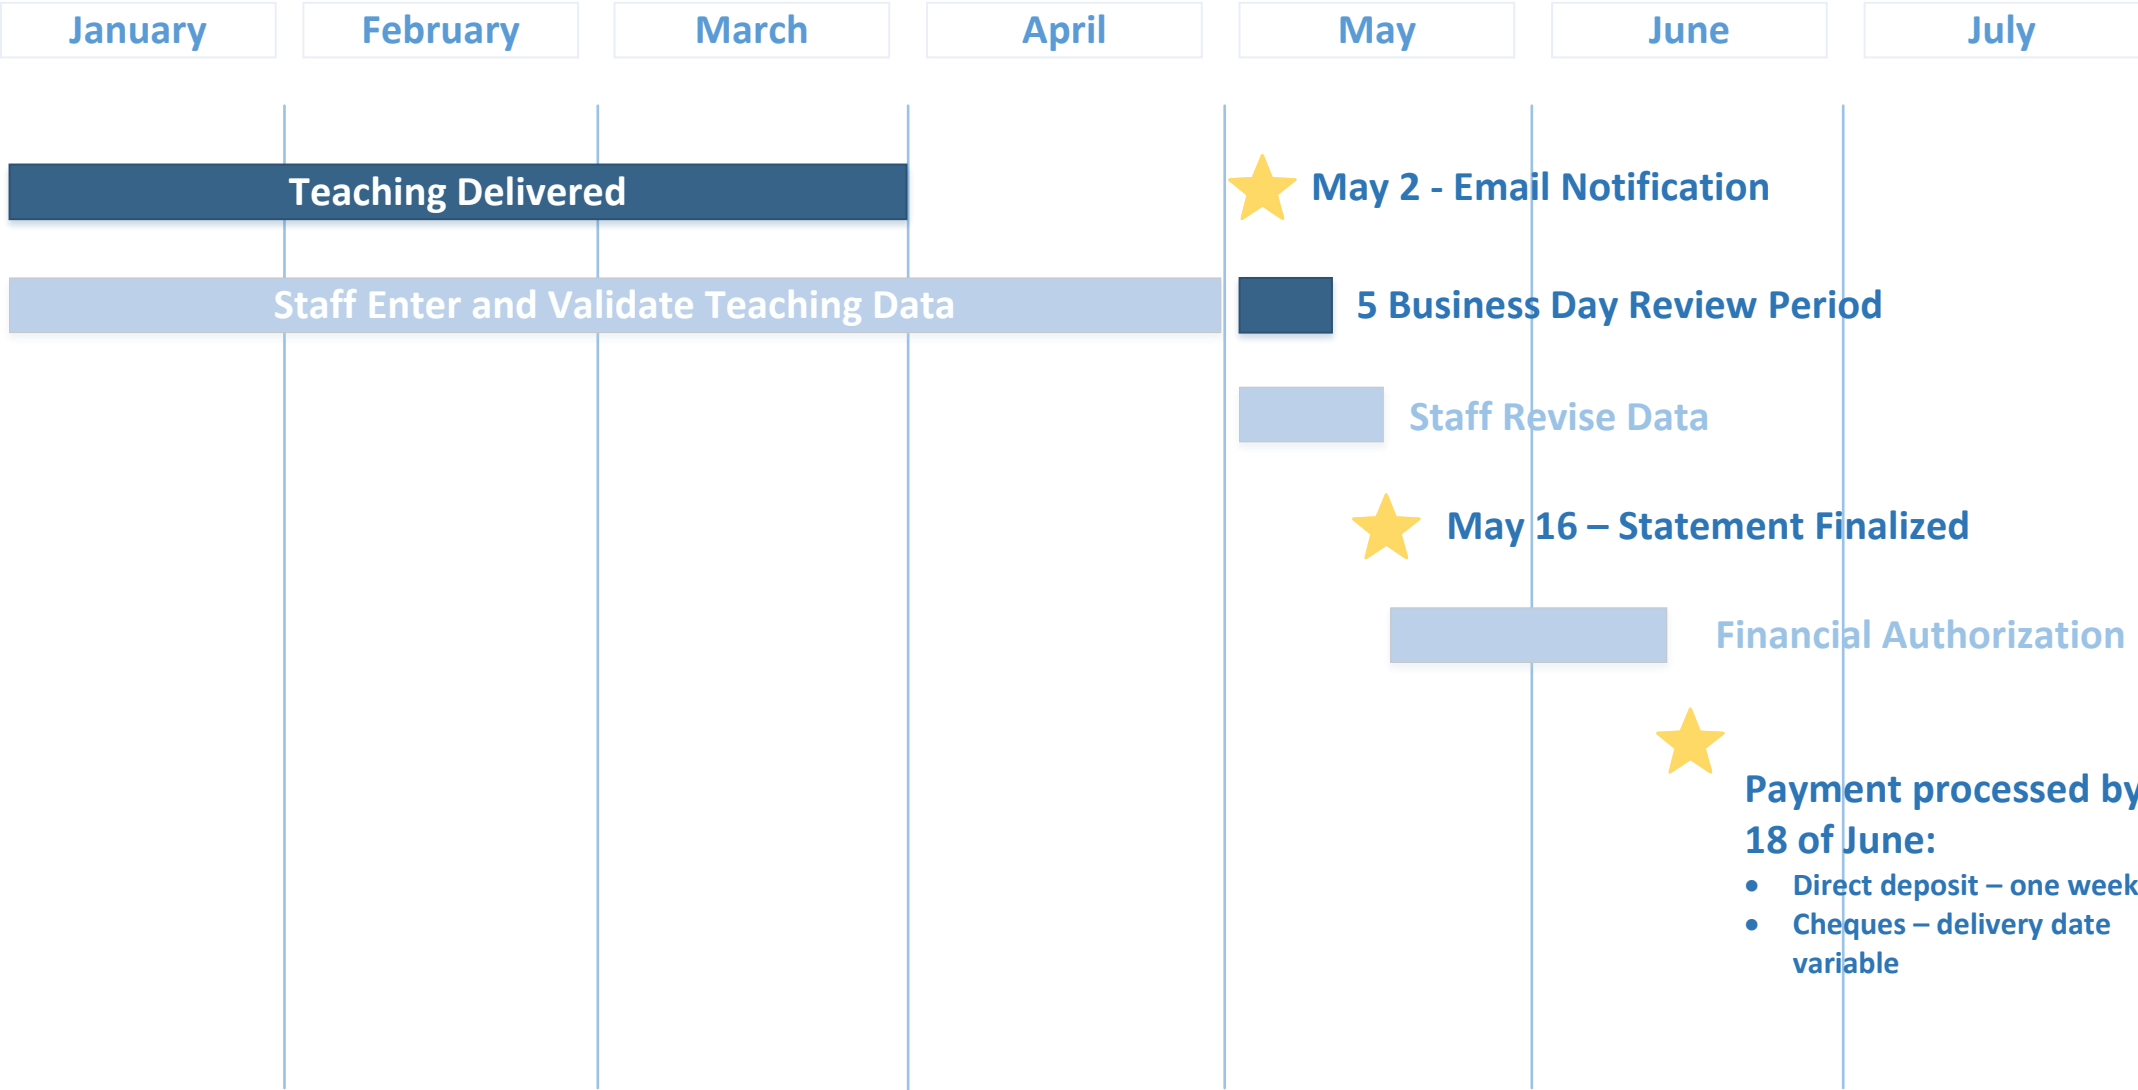 January February March April May June July
Teaching Delivered
May 2 - Email Notification
Staff Enter and Validate Teaching Data
5 Business Day Review Period
Staff Revise Data
May 16 – Statement Finalized
Financial Authorization
Payment processed by
18 of June:
• Direct deposit – one week
• Cheques – delivery date
variable